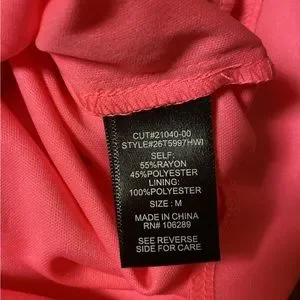 CUT#21040-00
STYLE#26T5997HWI
SELF:
55%RAYON
45%POLYESTER
LINING:
100%POLYESTER
SIZE : M
MADE IN CHINA
RN# 106289
SEE REVERSE
SIDE FOR CARE